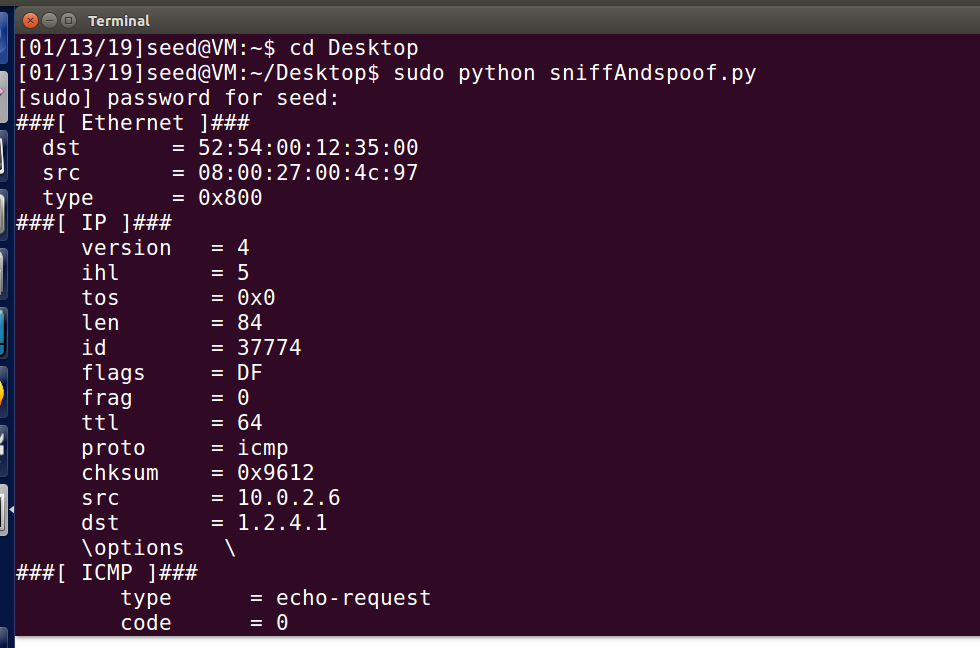 Terminal
[01/13/19]seed@VM:~$ cd Desktop
[01/13/19]seed@VM:~/Desktop$ sudo python sniffAndspoof.py
[sudo] password for seed:
###[ Ethernet ]###
  dst       = 52:54:00:12:35:00
  src       = 08:00:27:00:4c:97
  type      = 0x800
###[ IP ]###
     version   = 4
     ihl       = 5
     tos       = 0x0
     len       = 84
     id        = 37774
     flags     = DF
     frag      = 0
     ttl       = 64
     proto     = icmp
     chksum    = 0x9612
     src       = 10.0.2.6
     dst       = 1.2.4.1
     \options   \
###[ ICMP ]###
        type      = echo-request
        code      = 0